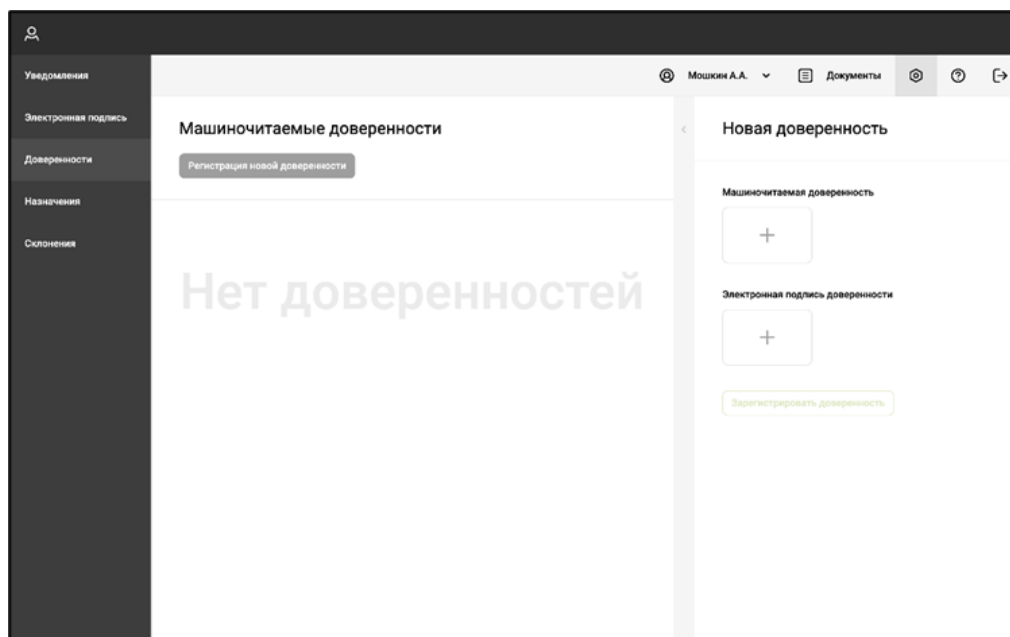 Уведомления
Электронная подпись
Доверенности
Назначения
Склонения
Мошкин А.А.
Документы
Машиночитаемые доверенности
Регистрация новой доверенности
Нет доверенностей
Новая доверенность
Машиночитаемая доверенность
Электронная подпись доверенности
Зарегистрировать доверенность